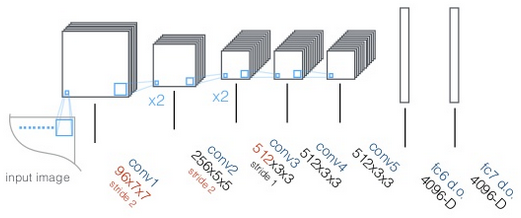 x2
x2
input image
conv1
96x7x7
stride 2
conv2
256x5x5
stride 2
conv3
512x3x3
stride 1
conv4
512x3x3
conv5
512x3x3
fc6 d.o.
4096-D
fc7 d.o.
4096-D